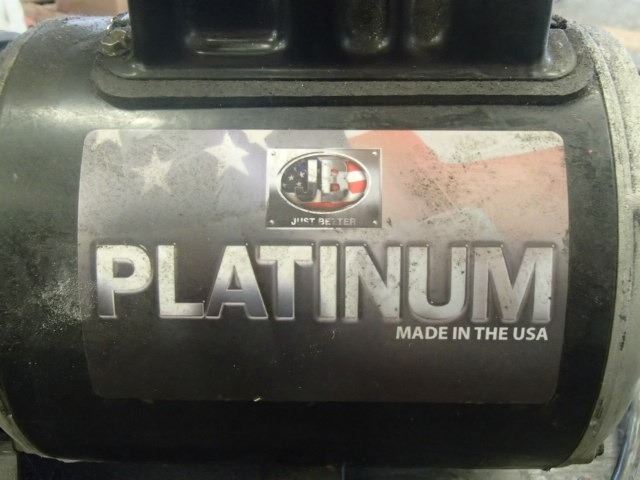 JB
JUST BETTER
PLATINUM
MADE IN THE USA